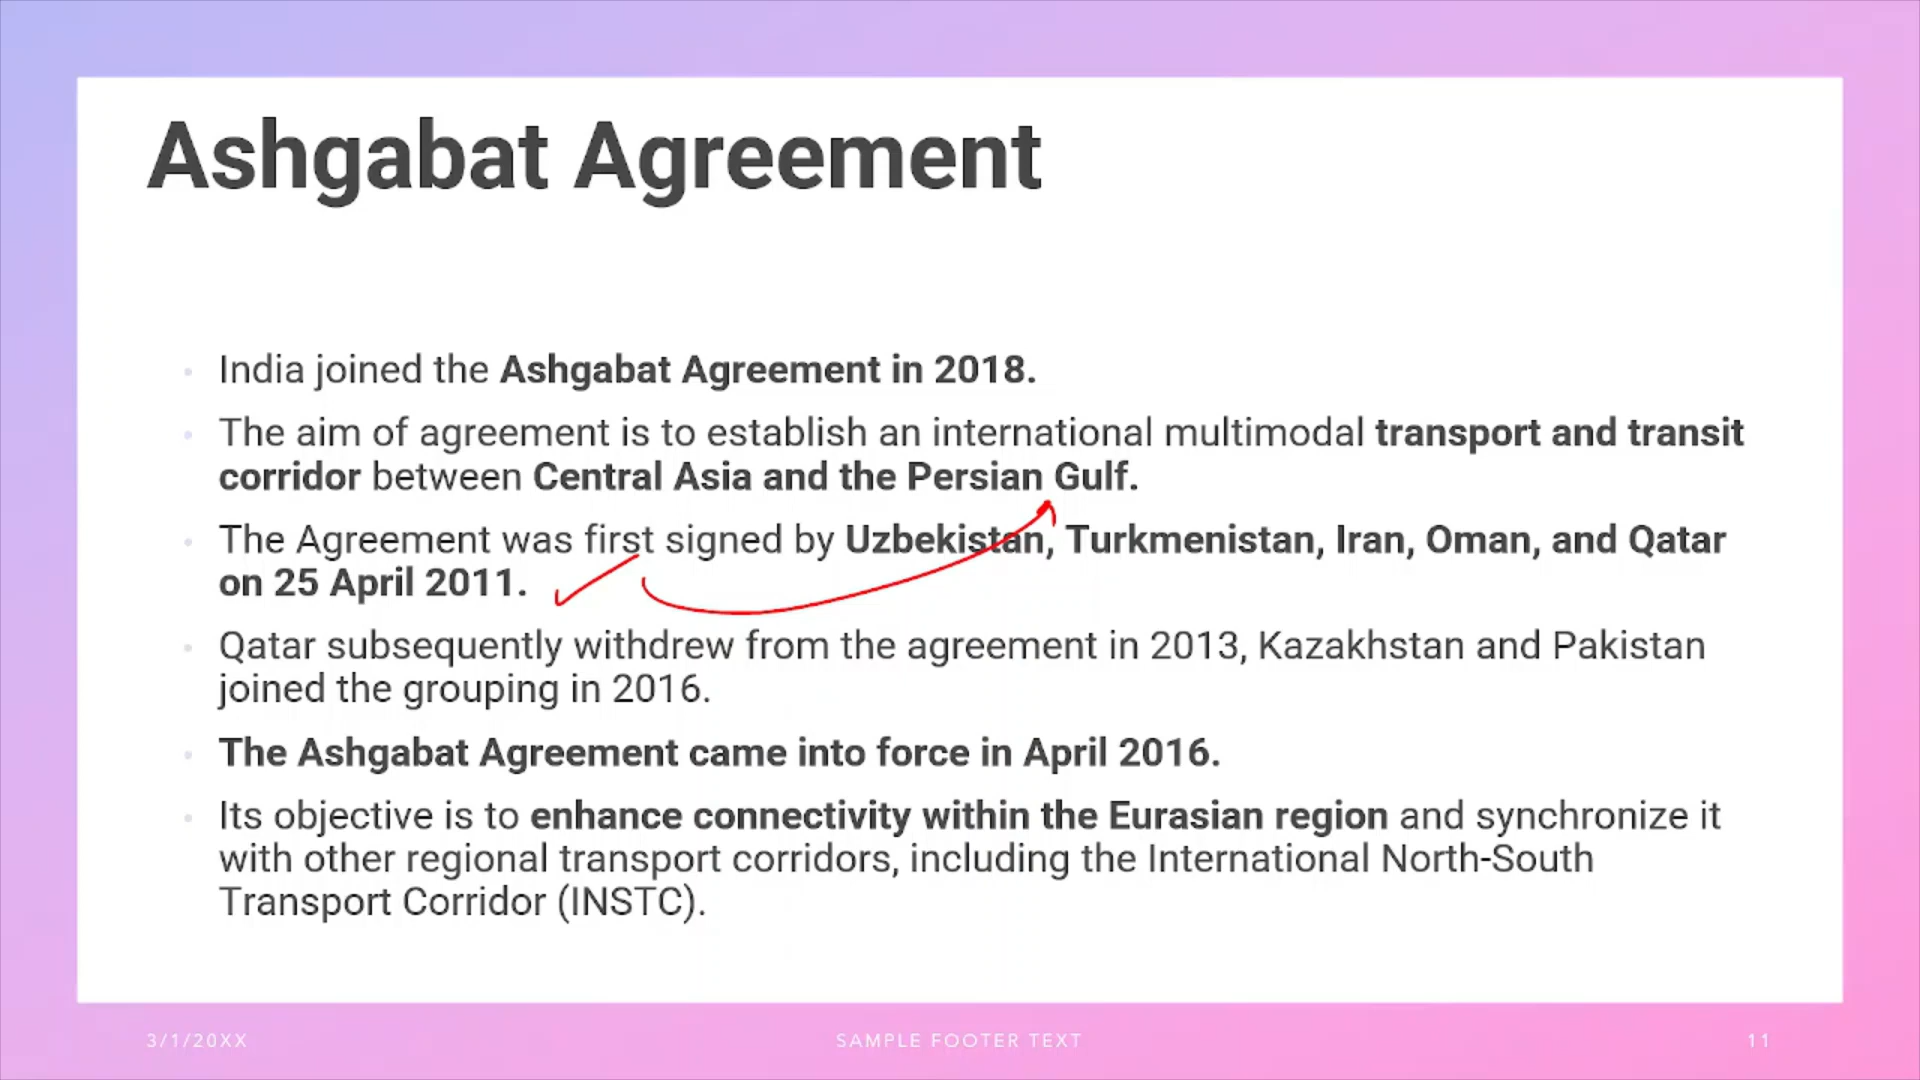 Ashgabat Agreement
India joined the Ashgabat Agreement in 2018.
The aim of agreement is to establish an international multimodal transport and transit
corridor between Central Asia and the Persian Gulf.
The Agreement was first signed by Uzbekistan, Turkmenistan, Iran, Oman, and Qatar
on 25 April 2011.
Qatar subsequently withdrew from the agreement in 2013, Kazakhstan and Pakistan
joined the grouping in 2016.
The Ashgabat Agreement came into force in April 2016.
Its objective is to enhance connectivity within the Eurasian region and synchronize it
with other regional transport corridors, including the International North-South
Transport Corridor (INSTC).
3/1/20XX SAMPLE FOOTER TEXT 11